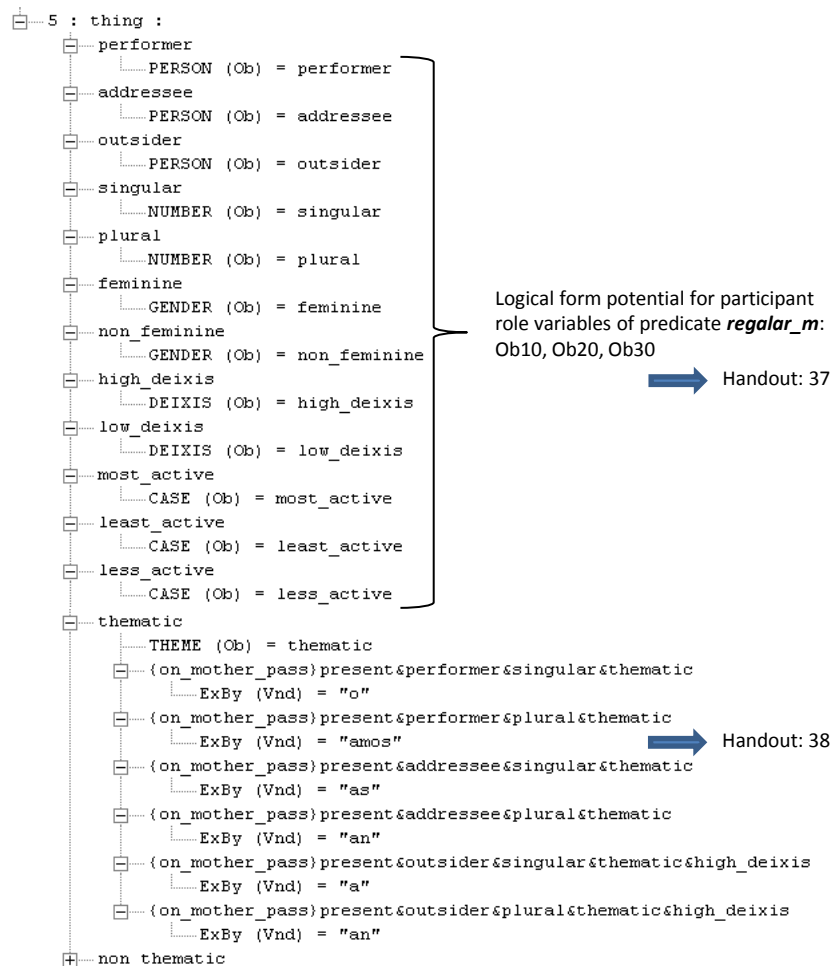 5 : thing :
performer
PERSON (Ob) = performer
addressee
PERSON (Ob) = addressee
outsider
PERSON (Ob) = outsider
singular
NUMBER (Ob) = singular
plural
NUMBER (Ob) = plural
feminine
GENDER (Ob) = feminine
non_feminine
GENDER (Ob) = non_feminine
high_deixis
DEIXIS (Ob) = high_deixis
low_deixis
DEIXIS (Ob) = low_deixis
most_active
CASE (Ob) = most_active
least_active
CASE (Ob) = least_active
less_active
CASE (Ob) = less_active
Logical form potential for participant
role variables of predicate regalar_m:
Ob10, Ob20, Ob30
Handout: 37
thematic
THEME (Ob) = thematic
{on_mother_pass}present&performer&singular&thematic
ExBy (Vnd) = "o"
{on_mother_pass}present&performer&plural&thematic
ExBy (Vnd) = "amos"
Handout: 38
{on_mother_pass}present&addressee&singular&thematic
ExBy (Vnd) = "as"
{on_mother_pass}present&addressee&plural&thematic
ExBy (Vnd) = "an"
{on_mother_pass}present&outsider&singular&thematic&high_deixis
ExBy (Vnd) = "a"
{on_mother_pass}present&outsider&plural&thematic&high_deixis
ExBy (Vnd) = "an"
non thematic